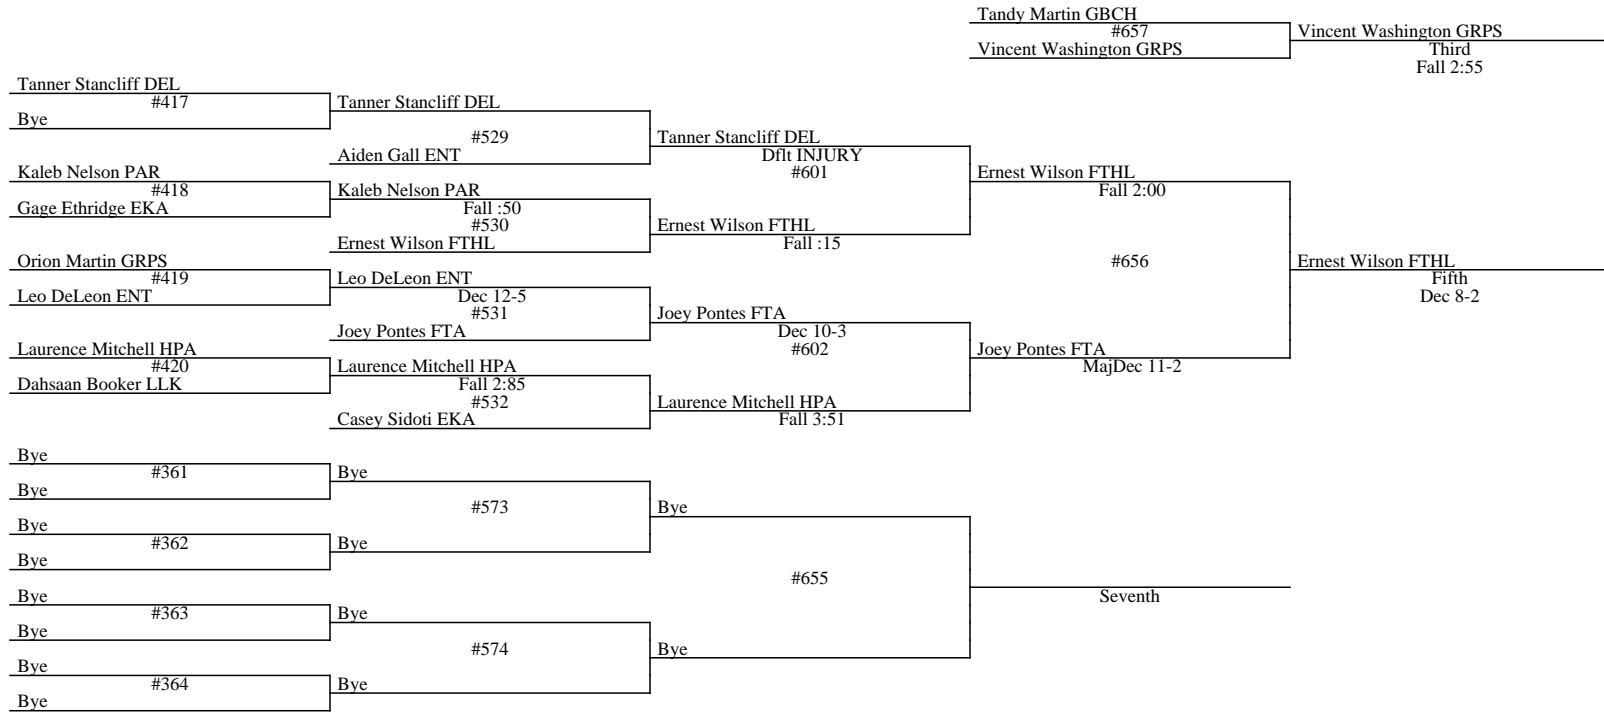 Tandy Martin GBCH
#657
Vincent Washington GRPS
Vincent Washington GRPS
Third
Fall 2:55
Tanner Stancliff DEL
#417
Bye
Kaleb Nelson PAR
#418
Gage Ethridge EKA
Orion Martin GRPS
#419
Leo DeLeon ENT
Laurence Mitchell HPA
#420
Dahsaan Booker LLK
Tanner Stancliff DEL
#529
Aiden Gall ENT
Kaleb Nelson PAR
Fall :50
#530
Ernest Wilson FTHL
Leo DeLeon ENT
Dec 12-5
#531
Joey Pontes FTA
Laurence Mitchell HPA
Fall 2:85
#532
Casey Sidoti EKA
Tanner Stancliff DEL
Dflt INJURY
#601
Ernest Wilson FTHL
Fall :15
Joey Pontes FTA
Dec 10-3
#602
Laurence Mitchell HPA
Fall 3:51
Ernest Wilson FTHL
Fall 2:00
#656
Joey Pontes FTA
MajDec 11-2
Ernest Wilson FTHL
Fifth
Dec 8-2
Bye
#361
Bye
Bye
#362
Bye
Bye
#363
Bye
Bye
#364
Bye
Bye
#573
Bye
Bye
#574
Bye
Bye
#655
Bye
Seventh